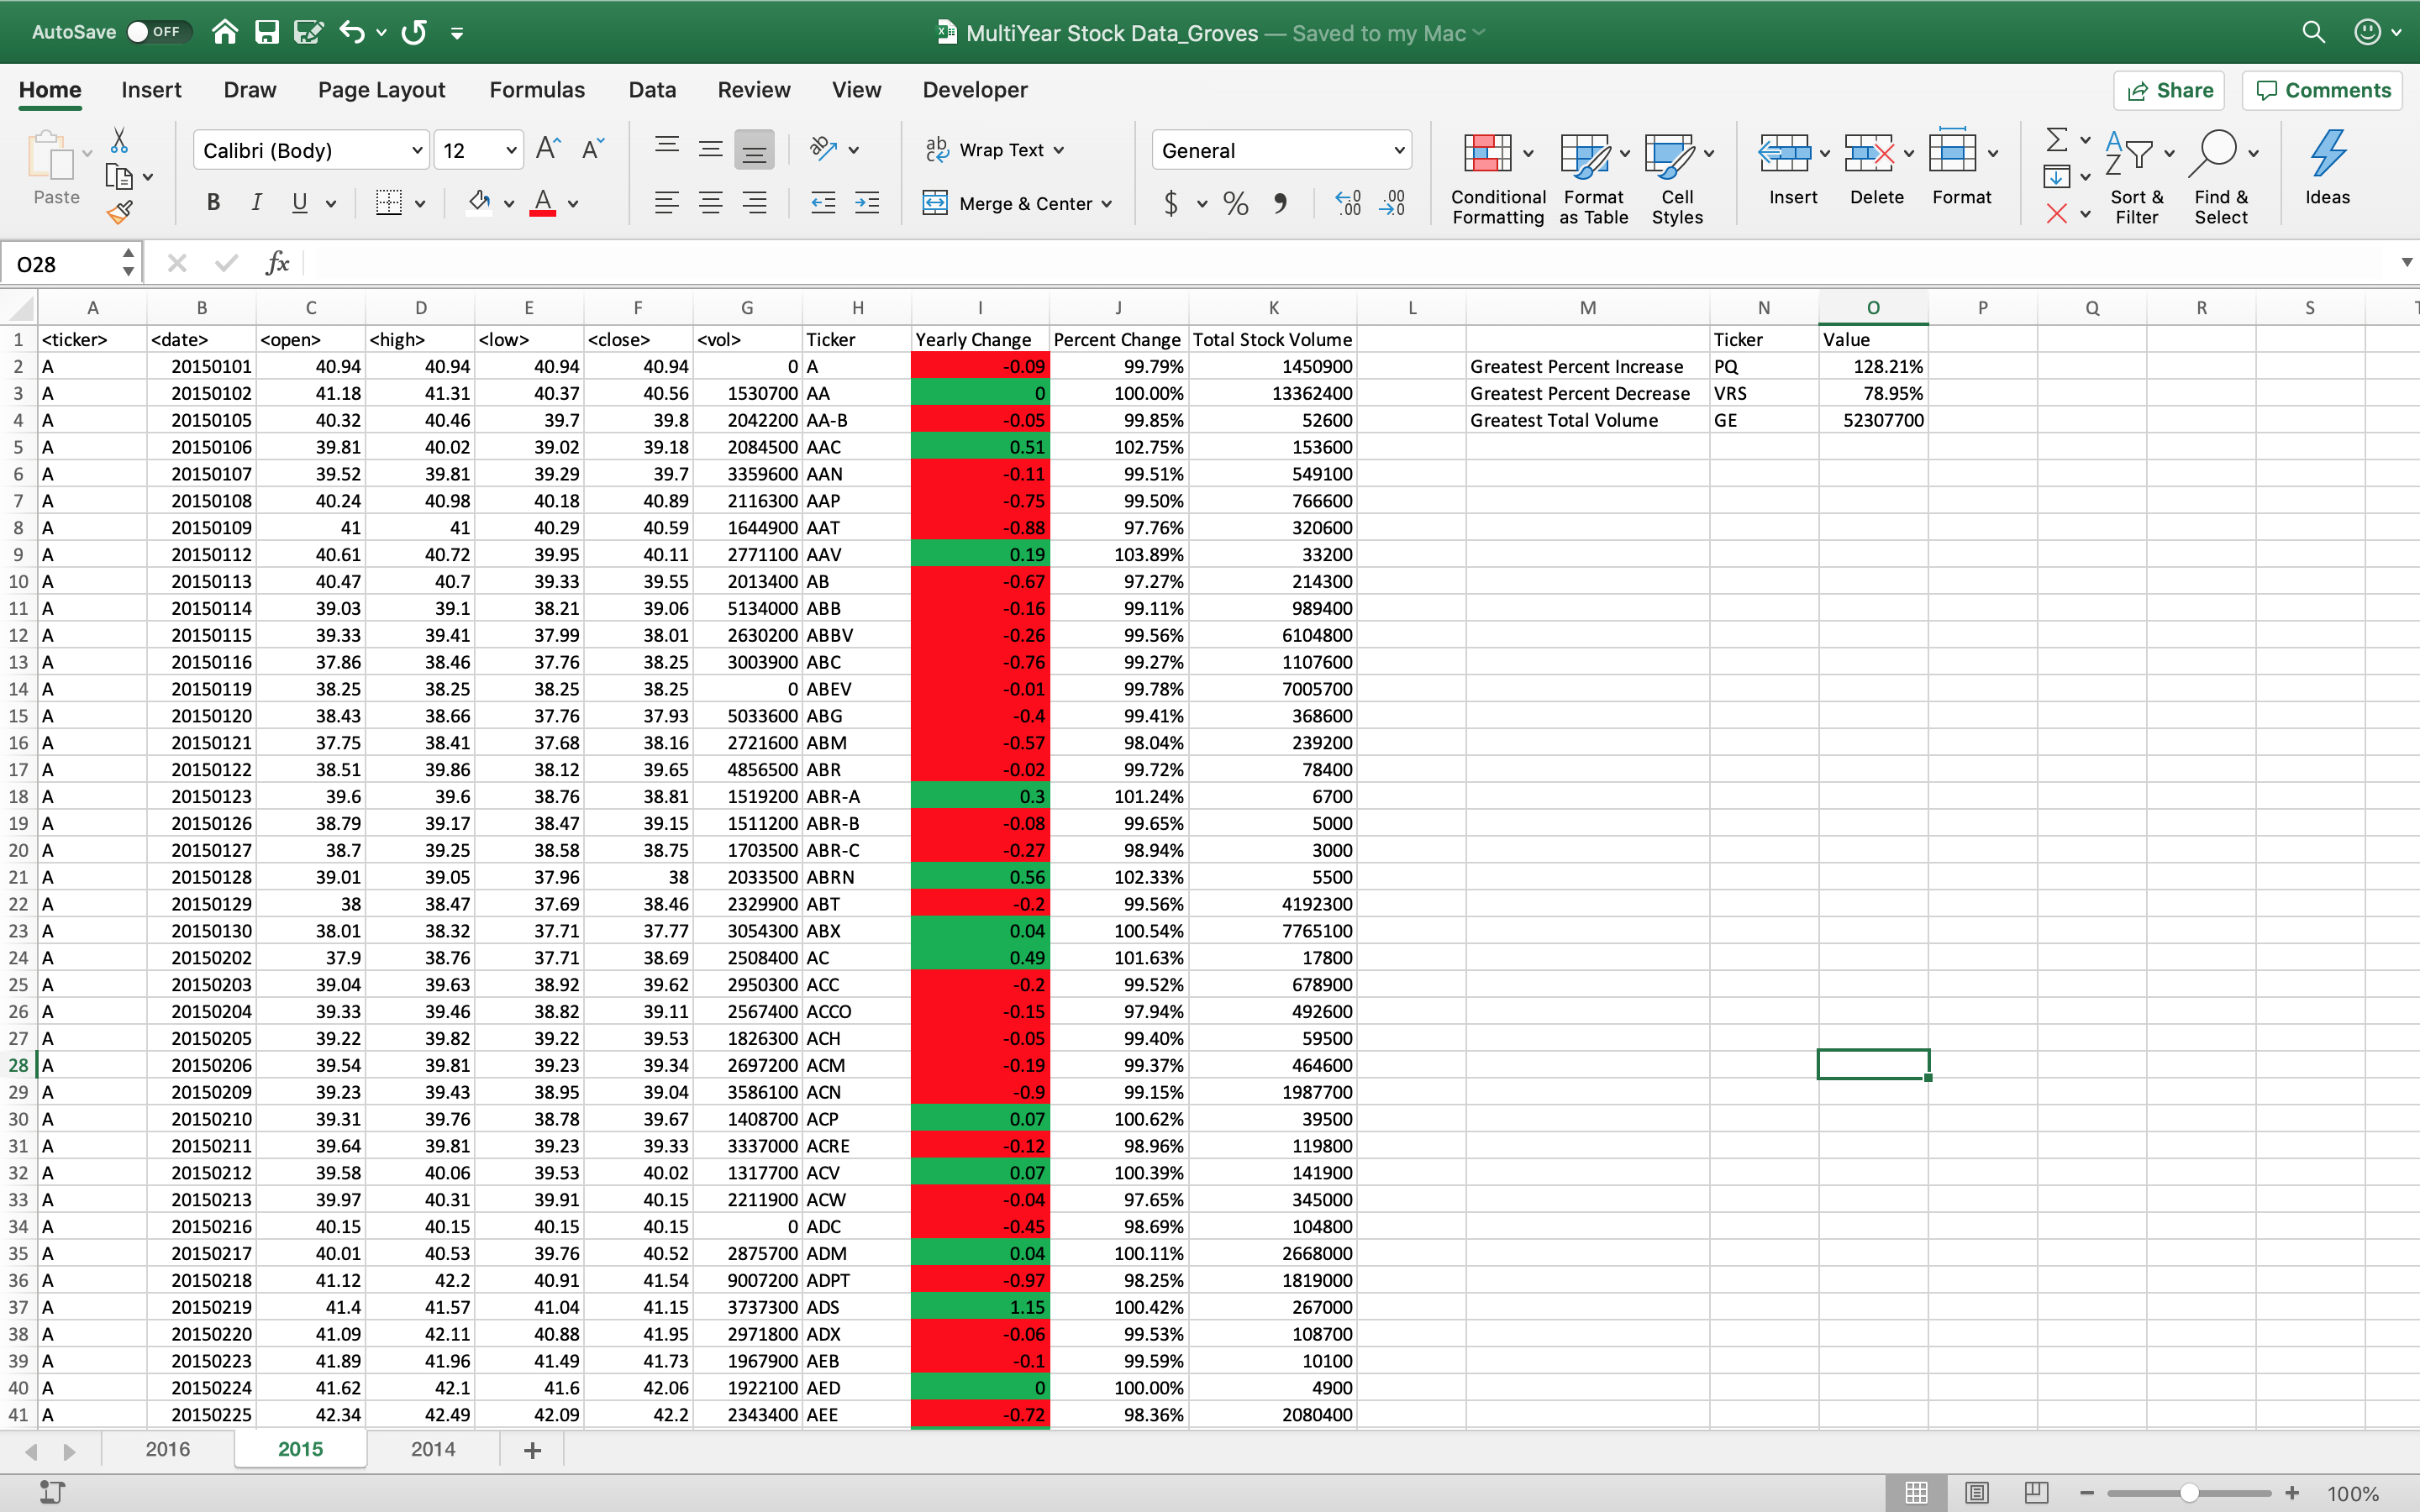 AutoSave OFF MultiYear Stock Data_Groves — Saved to my Mac
Home Insert Draw Page Layout Formulas Data Review View Developer Share Comments
Paste Calibri (Body) 12 A A ab Wrap Text General Conditional Formatting Format as Table Cell Styles Insert Delete Format Sort & Filter Find & Select Ideas
B I U A Merge & Center $ % 9 .00 .00
O28 fx
A B C D E F G H I J K L M N O P Q R S T
1 <ticker> <date> <open> <high> <low> <close> <vol> Ticker Yearly Change Percent Change Total Stock Volume Ticker Value
2 A 20150101 40.94 40.94 40.94 40.94 0 A -0.09 99.79% 1450900 Greatest Percent Increase PQ 128.21%
3 A 20150102 41.18 41.31 40.37 40.56 1530700 AA 0 100.00% 13362400 Greatest Percent Decrease VRS 78.95%
4 A 20150105 40.32 40.46 39.7 39.8 2042200 AA-B -0.05 99.85% 52600 Greatest Total Volume GE 52307700
5 A 20150106 39.81 40.02 39.02 39.18 2084500 AAC 0.51 102.75% 153600
6 A 20150107 39.52 39.81 39.29 39.7 3359600 AAN -0.11 99.51% 549100
7 A 20150108 40.24 40.98 40.18 40.89 2116300 AAP -0.75 99.50% 766600
8 A 20150109 41 41 40.29 40.59 1644900 AAT -0.88 97.76% 320600
9 A 20150112 40.61 40.72 39.95 40.11 2771100 AAV 0.19 103.89% 33200
10 A 20150113 40.47 40.7 39.33 39.55 2013400 AB -0.67 97.27% 214300
11 A 20150114 39.03 39.1 38.21 39.06 5134000 ABB -0.16 99.11% 989400
12 A 20150115 39.33 39.41 37.99 38.01 2630200 ABBV -0.26 99.56% 6104800
13 A 20150116 37.86 38.46 37.76 38.25 3003900 ABC -0.76 99.27% 1107600
14 A 20150119 38.25 38.25 38.25 38.25 0 ABEV -0.01 99.78% 7005700
15 A 20150120 38.43 38.66 37.76 37.93 5033600 ABG -0.4 99.41% 368600
16 A 20150121 37.75 38.41 37.68 38.16 2721600 ABM -0.57 98.04% 239200
17 A 20150122 38.51 39.86 38.12 39.65 4856500 ABR -0.02 99.72% 78400
18 A 20150123 39.6 39.6 38.76 38.81 1519200 ABR-A 0.3 101.24% 6700
19 A 20150126 38.79 39.17 38.47 39.15 1511200 ABR-B -0.08 99.65% 5000
20 A 20150127 38.7 39.25 38.58 38.75 1703500 ABR-C -0.27 98.94% 3000
21 A 20150128 39.01 39.05 37.96 38 2033500 ABRN 0.56 102.33% 5500
22 A 20150129 38 38.47 37.69 38.46 2329900 ABT -0.2 99.56% 4192300
23 A 20150130 38.01 38.32 37.71 37.77 3054300 ABX 0.04 100.54% 7765100
24 A 20150202 37.9 38.76 37.71 38.69 2508400 AC 0.49 101.63% 17800
25 A 20150203 39.04 39.63 38.92 39.62 2950300 ACC -0.2 99.52% 678900
26 A 20150204 39.33 39.46 38.82 39.11 2567400 ACCO -0.15 97.94% 492600
27 A 20150205 39.22 39.82 39.22 39.53 1826300 ACH -0.05 99.40% 59500
28 A 20150206 39.54 39.81 39.23 39.34 2697200 ACM -0.19 99.37% 464600
29 A 20150209 39.23 39.43 38.95 39.04 3586100 ACN -0.9 99.15% 1987700
30 A 20150210 39.31 39.76 38.78 39.67 1408700 ACP 0.07 100.62% 39500
31 A 20150211 39.64 39.81 39.23 39.33 3337000 ACRE -0.12 98.96% 119800
32 A 20150212 39.58 40.06 39.53 40.02 1317700 ACV 0.07 100.39% 141900
33 A 20150213 39.97 40.31 39.91 40.15 2211900 ACW -0.04 97.65% 345000
34 A 20150216 40.15 40.15 40.15 40.15 0 ADC -0.45 98.69% 104800
35 A 20150217 40.01 40.53 39.76 40.52 2875700 ADM 0.04 100.11% 2668000
36 A 20150218 41.12 42.2 40.91 41.54 9007200 ADPT -0.97 98.25% 1819000
37 A 20150219 41.4 41.57 41.04 41.15 3737300 ADS 1.15 100.42% 267000
38 A 20150220 41.09 42.11 40.88 41.95 2971800 ADX -0.06 99.53% 108700
39 A 20150223 41.89 41.96 41.49 41.73 1967900 AEB -0.1 99.59% 10100
40 A 20150224 41.62 42.1 41.6 42.06 1922100 AED 0 100.00% 4900
41 A 20150225 42.34 42.49 42.09 42.2 2343400 AEE -0.72 98.36% 2080400
2016 2015 2014 +
100%